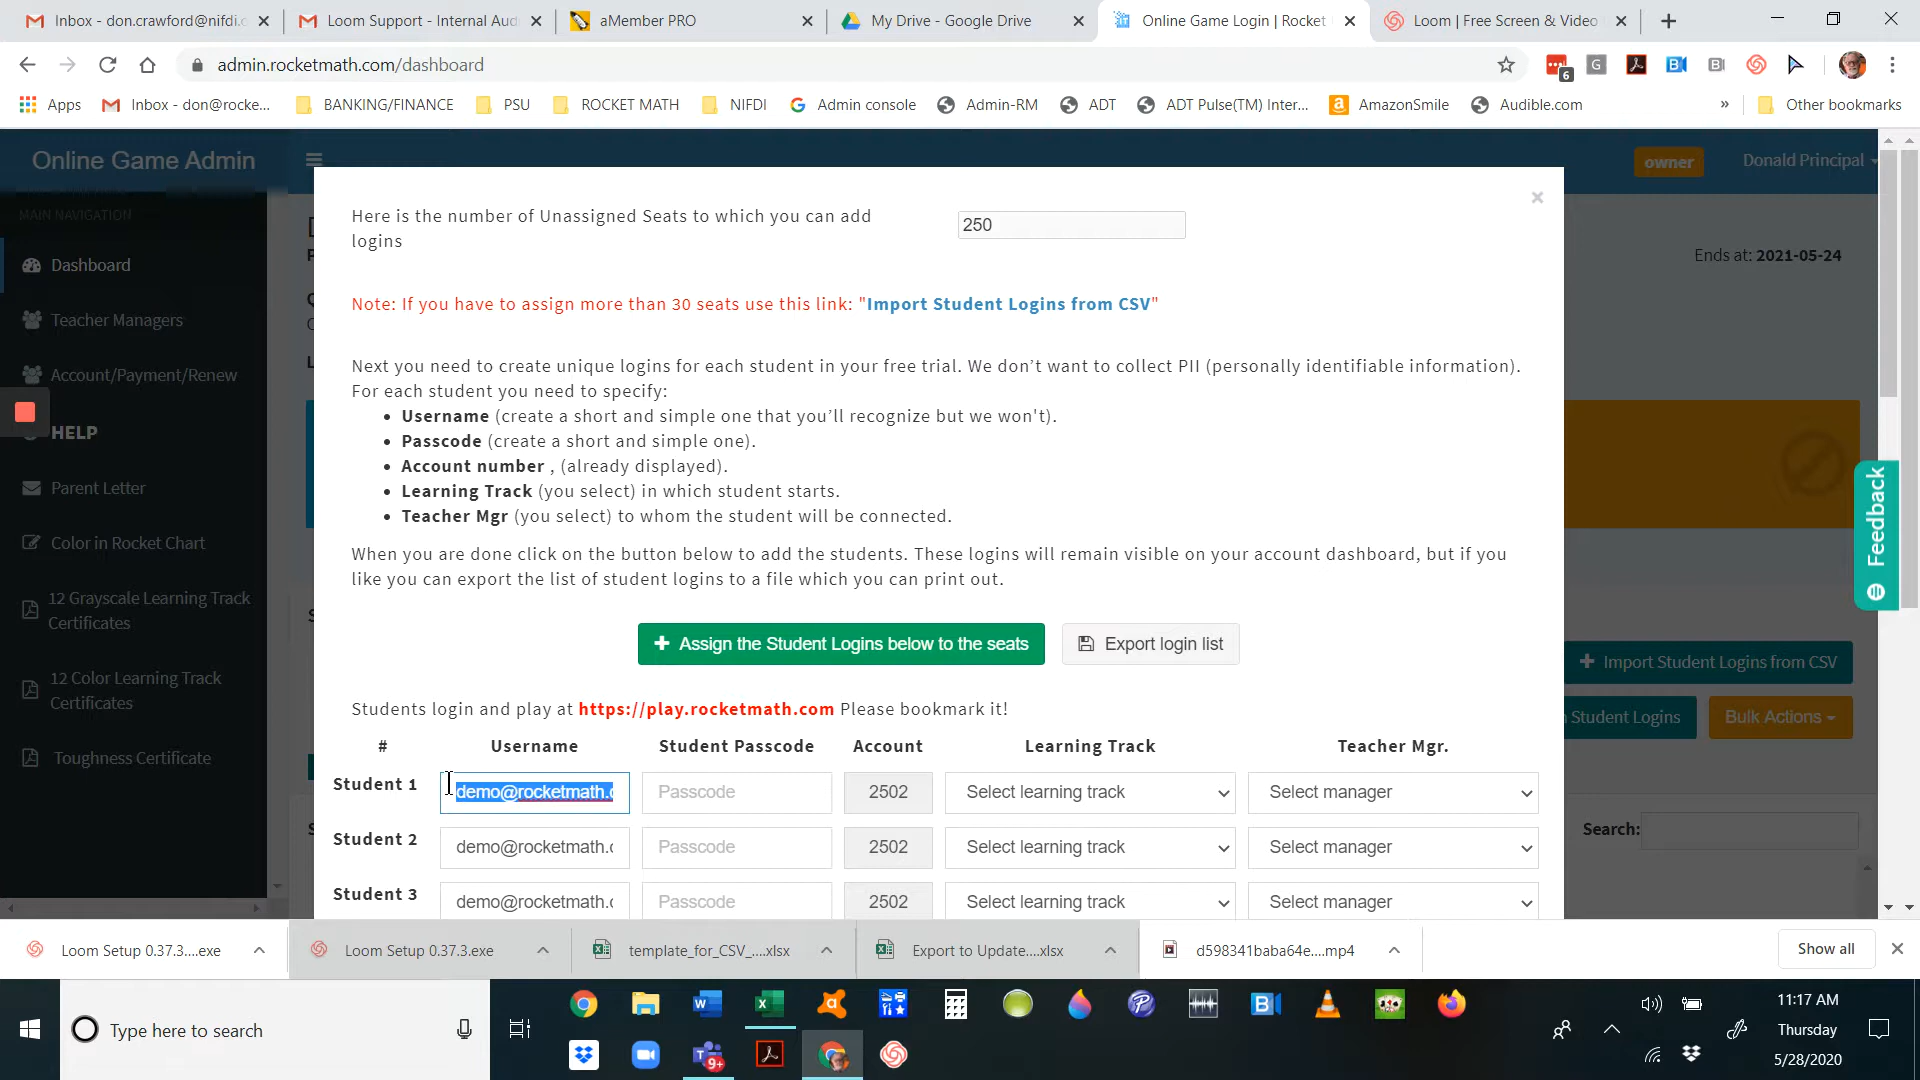 Inbox - don.crawford@nifdi.o
Loom Support - Internal Aud
aMember PRO
My Drive - Google Drive
Online Game Login | Rocket
Loom | Free Screen & Video
admin.rocketmath.com/dashboard
6
Apps
Inbox - don@rocke...
BANKING/FINANCE
PSU
ROCKET MATH
NIFDI
Admin console
Admin-RM
ADT
ADT Pulse(TM) Inter...
AmazonSmile
Audible.com
»
Other bookmarks
Online Game Admin
owner
Donald Principal
MAIN NAVIGATION
Dashboard
Teacher Managers
Account/Payment/Renew
HELP
Parent Letter
Color in Rocket Chart
12 Grayscale Learning Track
Certificates
12 Color Learning Track
Certificates
Toughness Certificate
Ends at: 2021-05-24
Here is the number of Unassigned Seats to which you can add
logins
250
Note: If you have to assign more than 30 seats use this link: "Import Student Logins from CSV"
Next you need to create unique logins for each student in your free trial. We don't want to collect PII (personally identifiable information).
For each student you need to specify:
• Username (create a short and simple one that you'll recognize but we won't).
• Passcode (create a short and simple one).
• Account number , (already displayed).
• Learning Track (you select) in which student starts.
• Teacher Mgr (you select) to whom the student will be connected.
When you are done click on the button below to add the students. These logins will remain visible on your account dashboard, but if you
like you can export the list of student logins to a file which you can print out.
+ Assign the Student Logins below to the seats
Export login list
Students login and play at https://play.rocketmath.com Please bookmark it!
# Username Student Passcode Account Learning Track Teacher Mgr.
Student 1 demo@rocketmath.c Passcode 2502 Select learning track Select manager
Student 2 demo@rocketmath.c Passcode 2502 Select learning track Select manager
Student 3 demo@rocketmath.c Passcode 2502 Select learning track Select manager
Feedback
+ Import Student Logins from CSV
Student Logins
Bulk Actions
Search:
Loom Setup 0.37.3....exe
Loom Setup 0.37.3.exe
template_for_CSV_....xlsx
Export to Update....xlsx
d598341baba64e....mp4
Show all
Type here to search
9+
11:17 AM
Thursday
5/28/2020